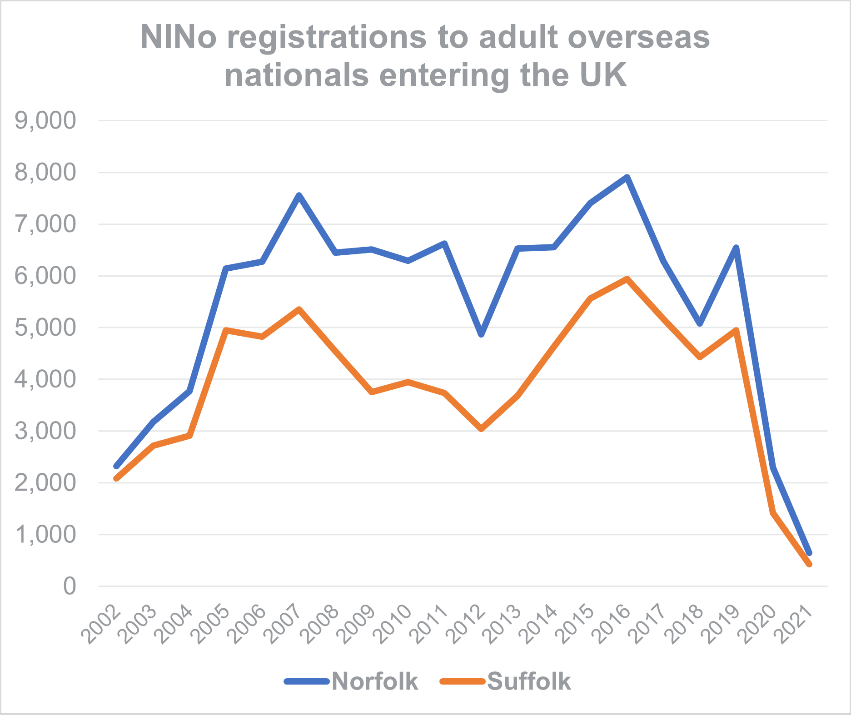 NINo registrations to adult overseas
nationals entering the UK
9,000
8,000
7,000
6,000
5,000
4,000
3,000
2,000
1,000
0
2002 2003 2004 2005 2006 2007 2008 2009 2010 2011 2012 2013 2014 2015 2016 2017 2018 2019 2020 2021
Norfolk Suffolk